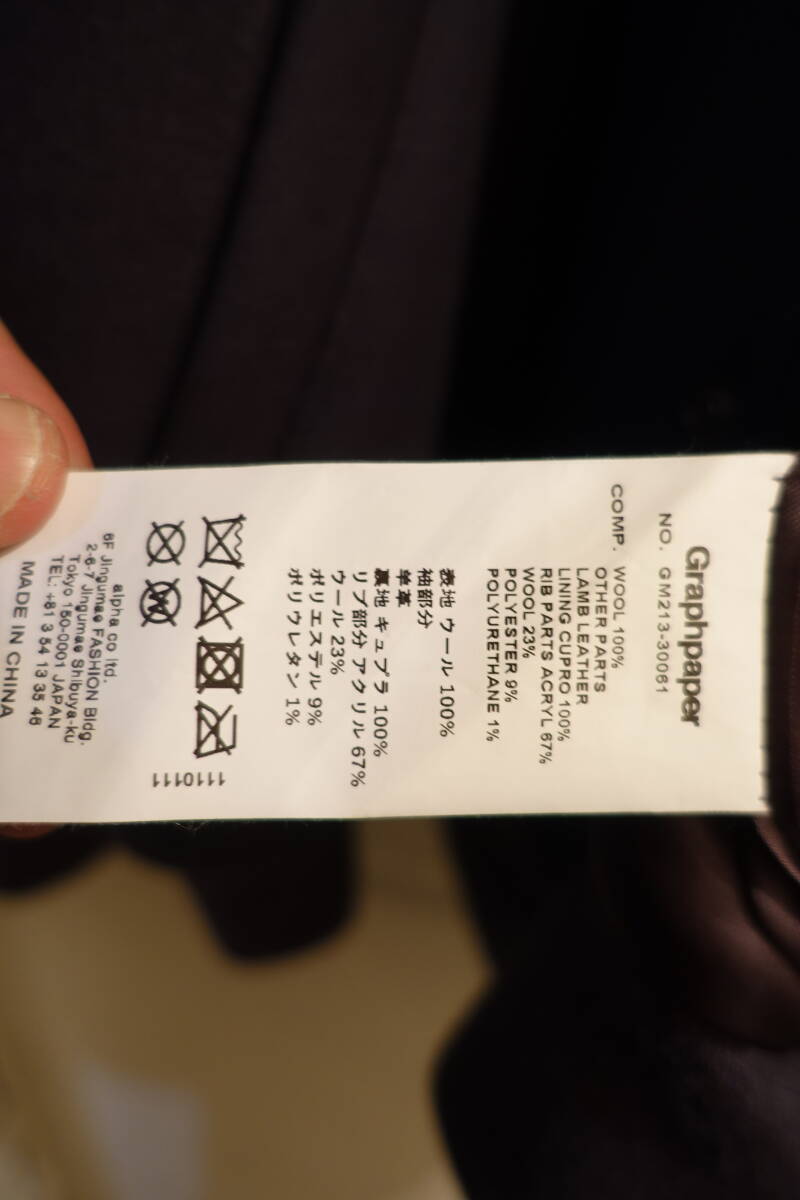 Graphpaper
NO. GM213-30061
COMP. WOOL 100%
OTHER PARTS
LAMB LEATHER
LINING CUPRO 100%
RIB PARTS ACRYL 67%
WOOL 23%
POLYESTER 9%
POLYURETHANE 1%
表地 ウール 100%
袖部分
羊革
裏地 キュプラ 100%
リブ部分 アクリル 67%
ウール 23%
ポリエステル 9%
ポリウレタン 1%
1110111
alpha co ltd.
6F Jingumae FASHION Bldg.
2-6-7 Jingumae Shibuya-ku
Tokyo 150-0001 JAPAN
TEL: +81 3 54 13 35 46
MADE IN CHINA